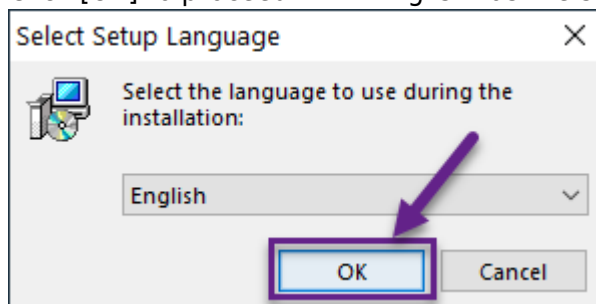 Select Setup Language
Select the language to use during the
installation:
English
OK
Cancel